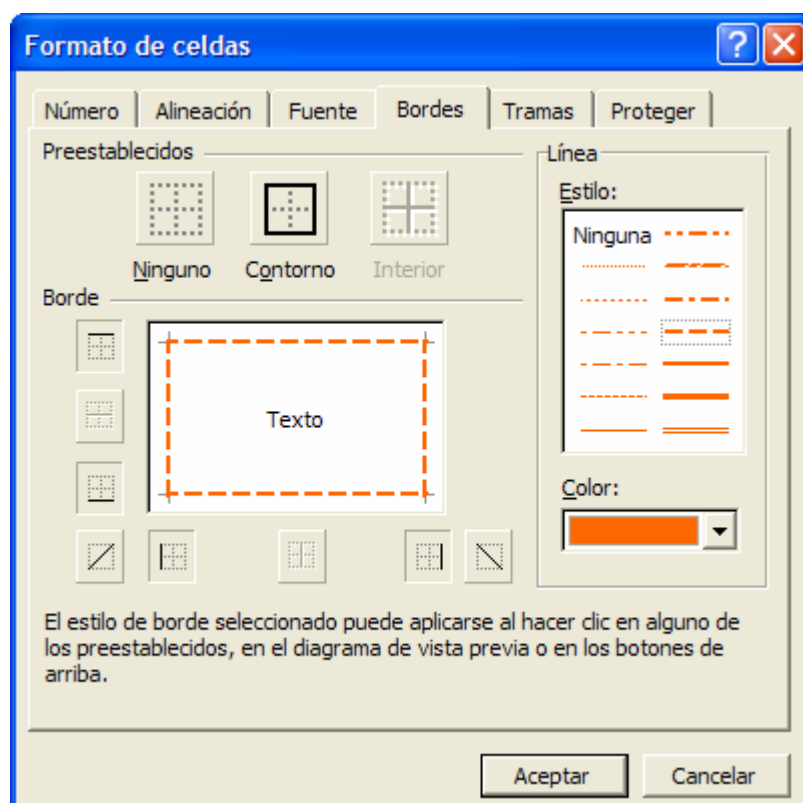 Formato de celdas
Número Alineación Fuente Bordes Tramas Proteger
Preestablecidos
Ninguno Contorno Interior
Borde
Texto
Línea
Estilo:
Ninguna
Color:
El estilo de borde seleccionado puede aplicarse al hacer clic en alguno de
los preestablecidos, en el diagrama de vista previa o en los botones de
arriba.
Aceptar Cancelar